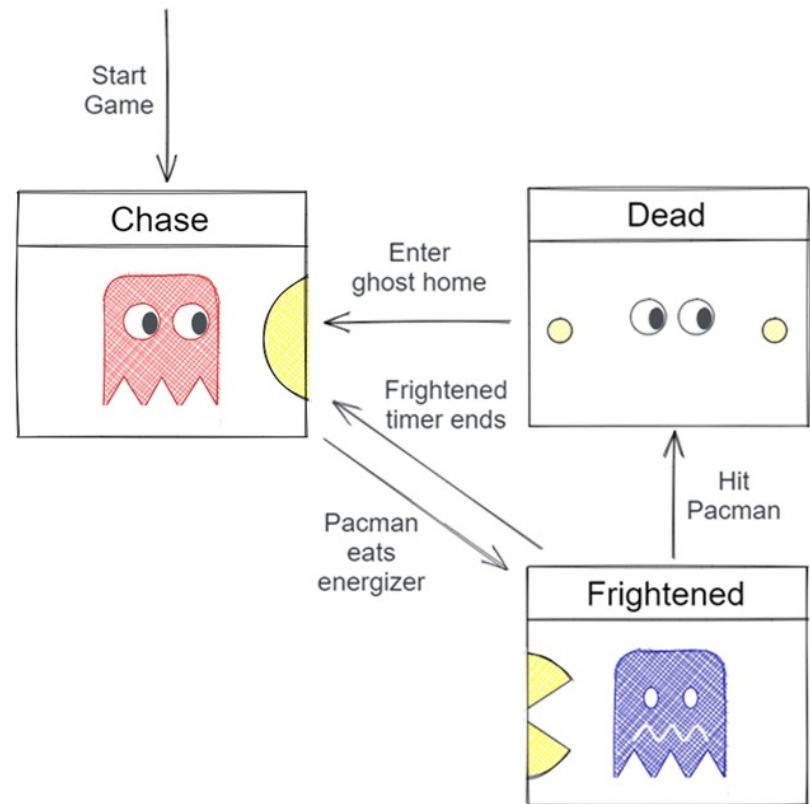 Start
Game
Chase
Dead
Enter
ghost home
Frightened
timer ends
Pacman
eats
energizer
Hit
Pacman
Frightened